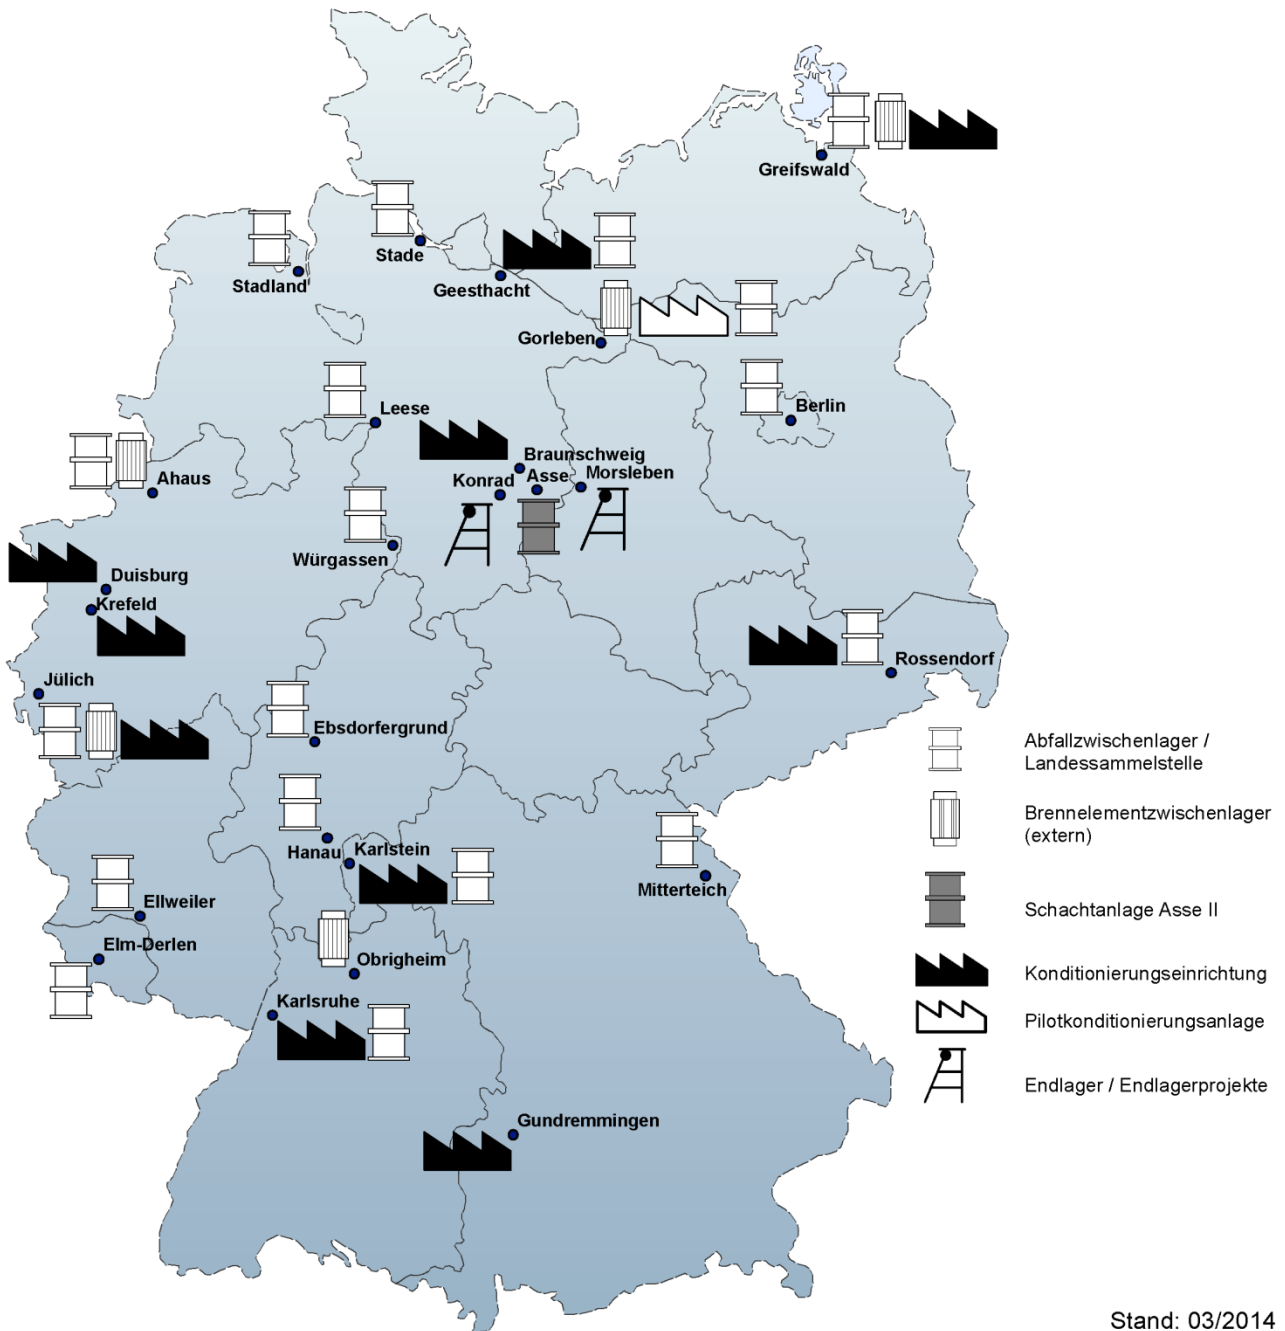 Greifswald
Stade
Stadland
Geesthacht
Gorleben
Berlin
Leese
Braunschweig
Konrad
Asse
Morsleben
Ahaus
Würgassen
Duisburg
Krefeld
Rossendorf
Jülich
Ebsdorfergrund
Hanau
Karlstein
Mitterteich
Ellweiler
Elm-Derlen
Obrigheim
Karlsruhe
Gundremmingen
Abfallzwischenlager /
Landessammelstelle
Brennelementzwischenlager
(extern)
Schachtanlage Asse II
Konditionierungseinrichtung
Pilotkonditionierungsanlage
Endlager / Endlagerprojekte
Stand: 03/2014